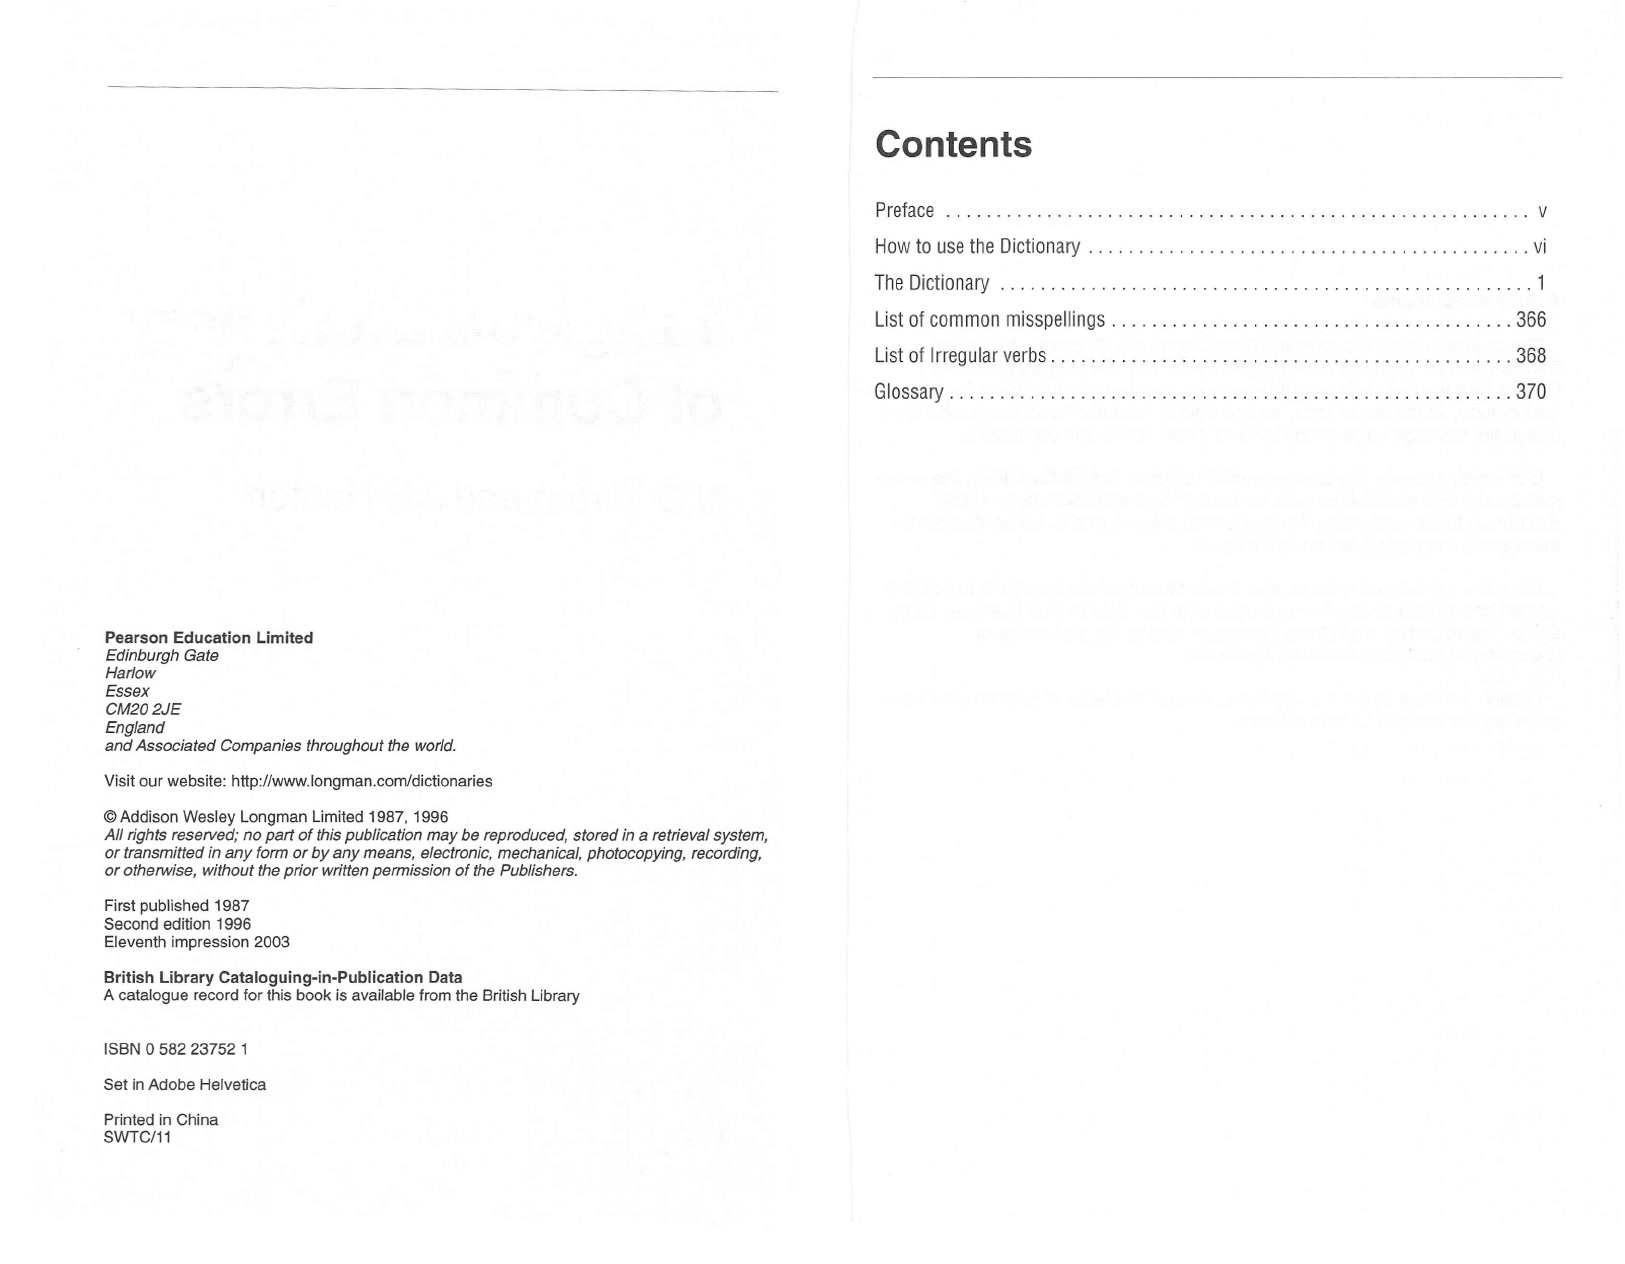 Pearson Education Limited
Edinburgh Gate
Harlow
Essex
CM20 2JE
England
and Associated Companies throughout the world.
Visit our website: http://www.longman.com/dictionaries
© Addison Wesley Longman Limited 1987, 1996
All rights reserved; no part of this publication may be reproduced, stored in a retrieval system,
or transmitted in any form or by any means, electronic, mechanical, photocopying, recording,
or otherwise, without the prior written permission of the Publishers.
First published 1987
Second edition 1996
Eleventh impression 2003
British Library Cataloguing-in-Publication Data
A catalogue record for this book is available from the British Library
ISBN 0 582 23752 1
Set in Adobe Helvetica
Printed in China
SWTC/11
Contents
Preface . . . . . . . . . . . . . . . . . . . . v
How to use the Dictionary . . . . . . . . . . . . . . . . . . . . vi
The Dictionary . . . . . . . . . . . . . . . . . . . . 1
List of common misspellings . . . . . . . . . . . . . . . . . . . . 366
List of Irregular verbs . . . . . . . . . . . . . . . . . . . . 368
Glossary . . . . . . . . . . . . . . . . . . . . 370